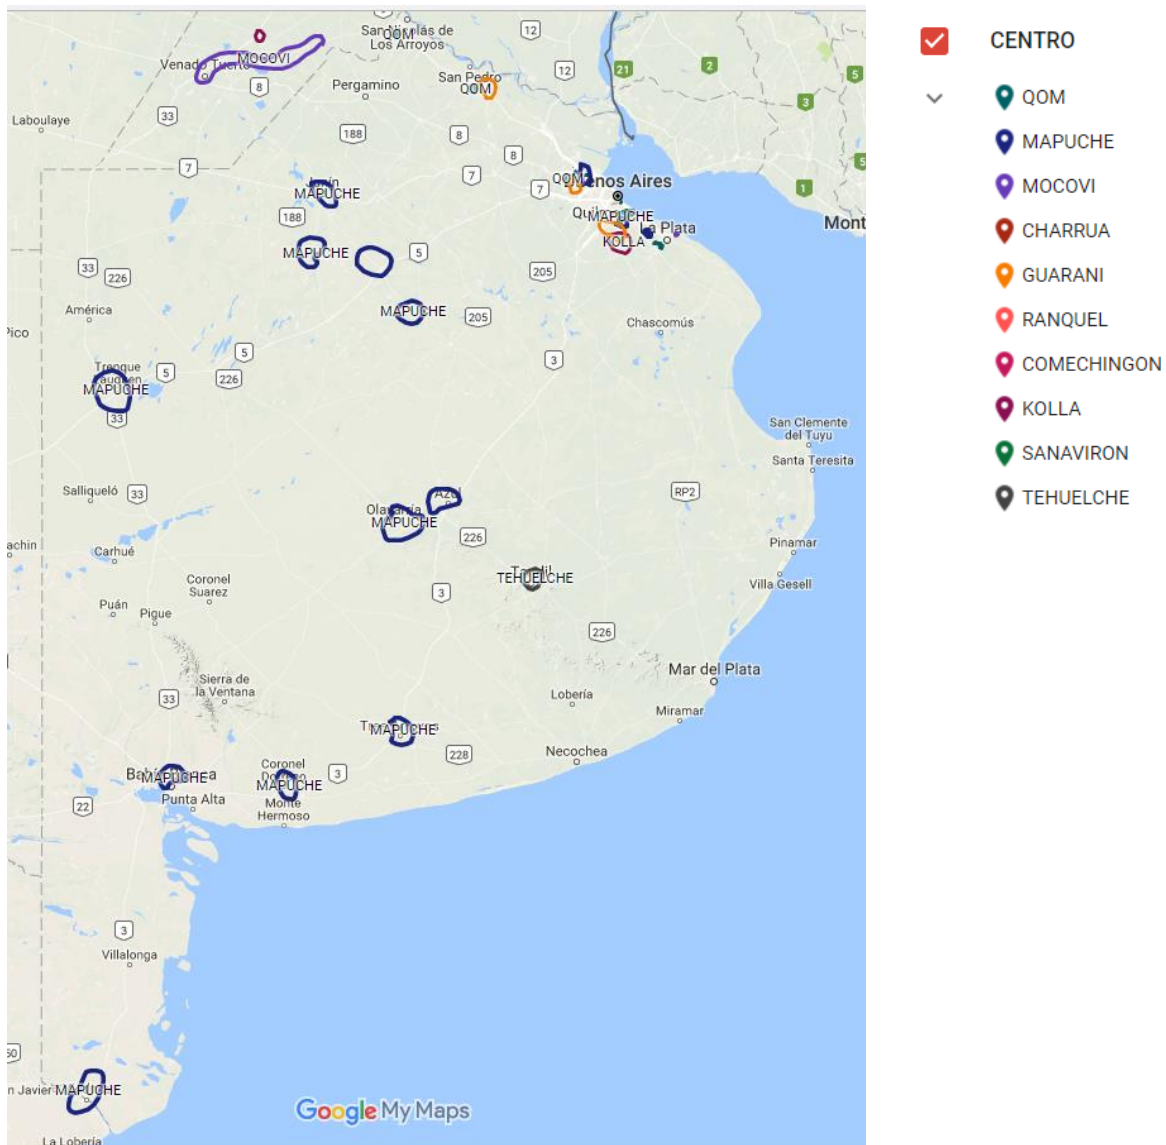 San Nicolás de
QOM
Los Arroyos
12
MOCOVI
Venado Tuerto
8
Pergamino
San Pedro
QOM
12
21
2
5
3
33
Laboulaye
188
8
8
7
7
7
5
1
Junín
MAPUCHE
QOM
Buenos Aires
188
MAPUCHE
La Plata
KOLLA
Mont
MAPUCHE
5
33
226
205
América
MAPUCHE
205
Chascomús
Pico
5
226
5
3
Trenque
Lauquen
MAPUCHE
33
San Clemente
del Tuyu
Santa Teresita
Salliqueló
33
Azul
Olavarría
MAPUCHE
RP2
226
achin
Carhué
Pinamar
Coronel
Suarez
TEHUELCHE
Villa Gesell
3
Puán
Pigue
226
Sierra de
la Ventana
33
Mar del Plata
Lobería
Miramar
MAPUCHE
228
Necochea
MAPUCHE
Punta Alta
Coronel
MAPUCHE
3
Monte
Hermoso
22
3
Villalonga
n Javier
MAPUCHE
La Lobería
Google My Maps
CENTRO
QOM
MAPUCHE
MOCOVI
CHARRUA
GUARANI
RANQUEL
COMECHINGON
KOLLA
SANAVIRON
TEHUELCHE